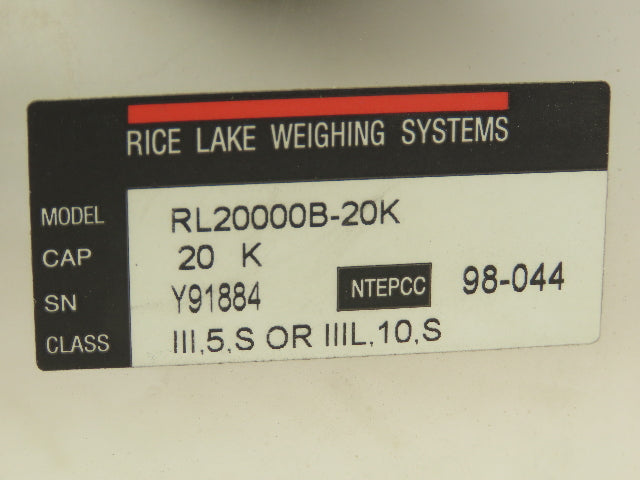 RICE LAKE WEIGHING SYSTEMS
MODEL RL20000B-20K
CAP 20 K
SN Y91884 NTEPCC 98-044
CLASS III,5,S OR IIIL,10,S